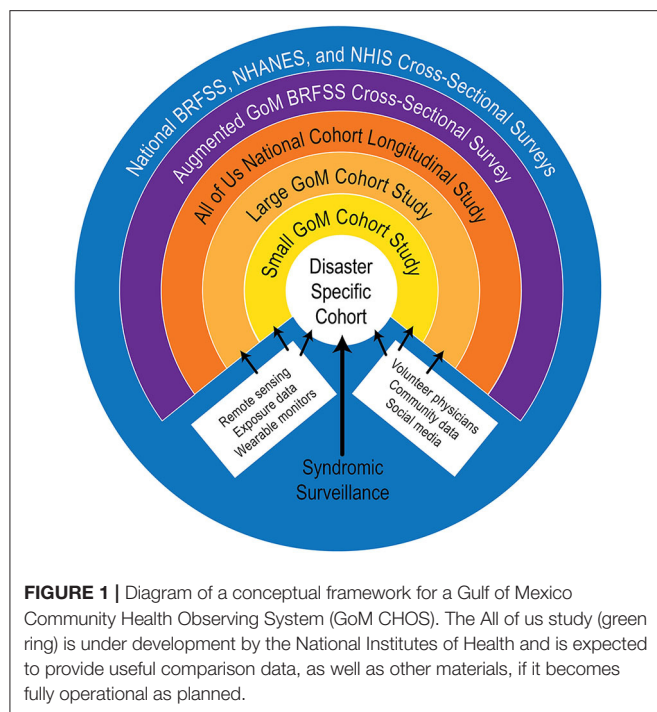 National BRFSS, NHANES, and NHIS Cross-Sectional Surveys
Augmented GoM BRFSS Cross-Sectional Survey
All of Us National Cohort Longitudinal Study
Large GoM Cohort Study
Small GoM Cohort Study
Disaster
Specific
Cohort
Remote sensing
Exposure data
Wearable monitors
Volunteer physicians
Community data
Social media
Syndromic
Surveillance
FIGURE 1 | Diagram of a conceptual framework for a Gulf of Mexico
Community Health Observing System (GoM CHOS). The All of us study (green
ring) is under development by the National Institutes of Health and is expected
to provide useful comparison data, as well as other materials, if it becomes
fully operational as planned.